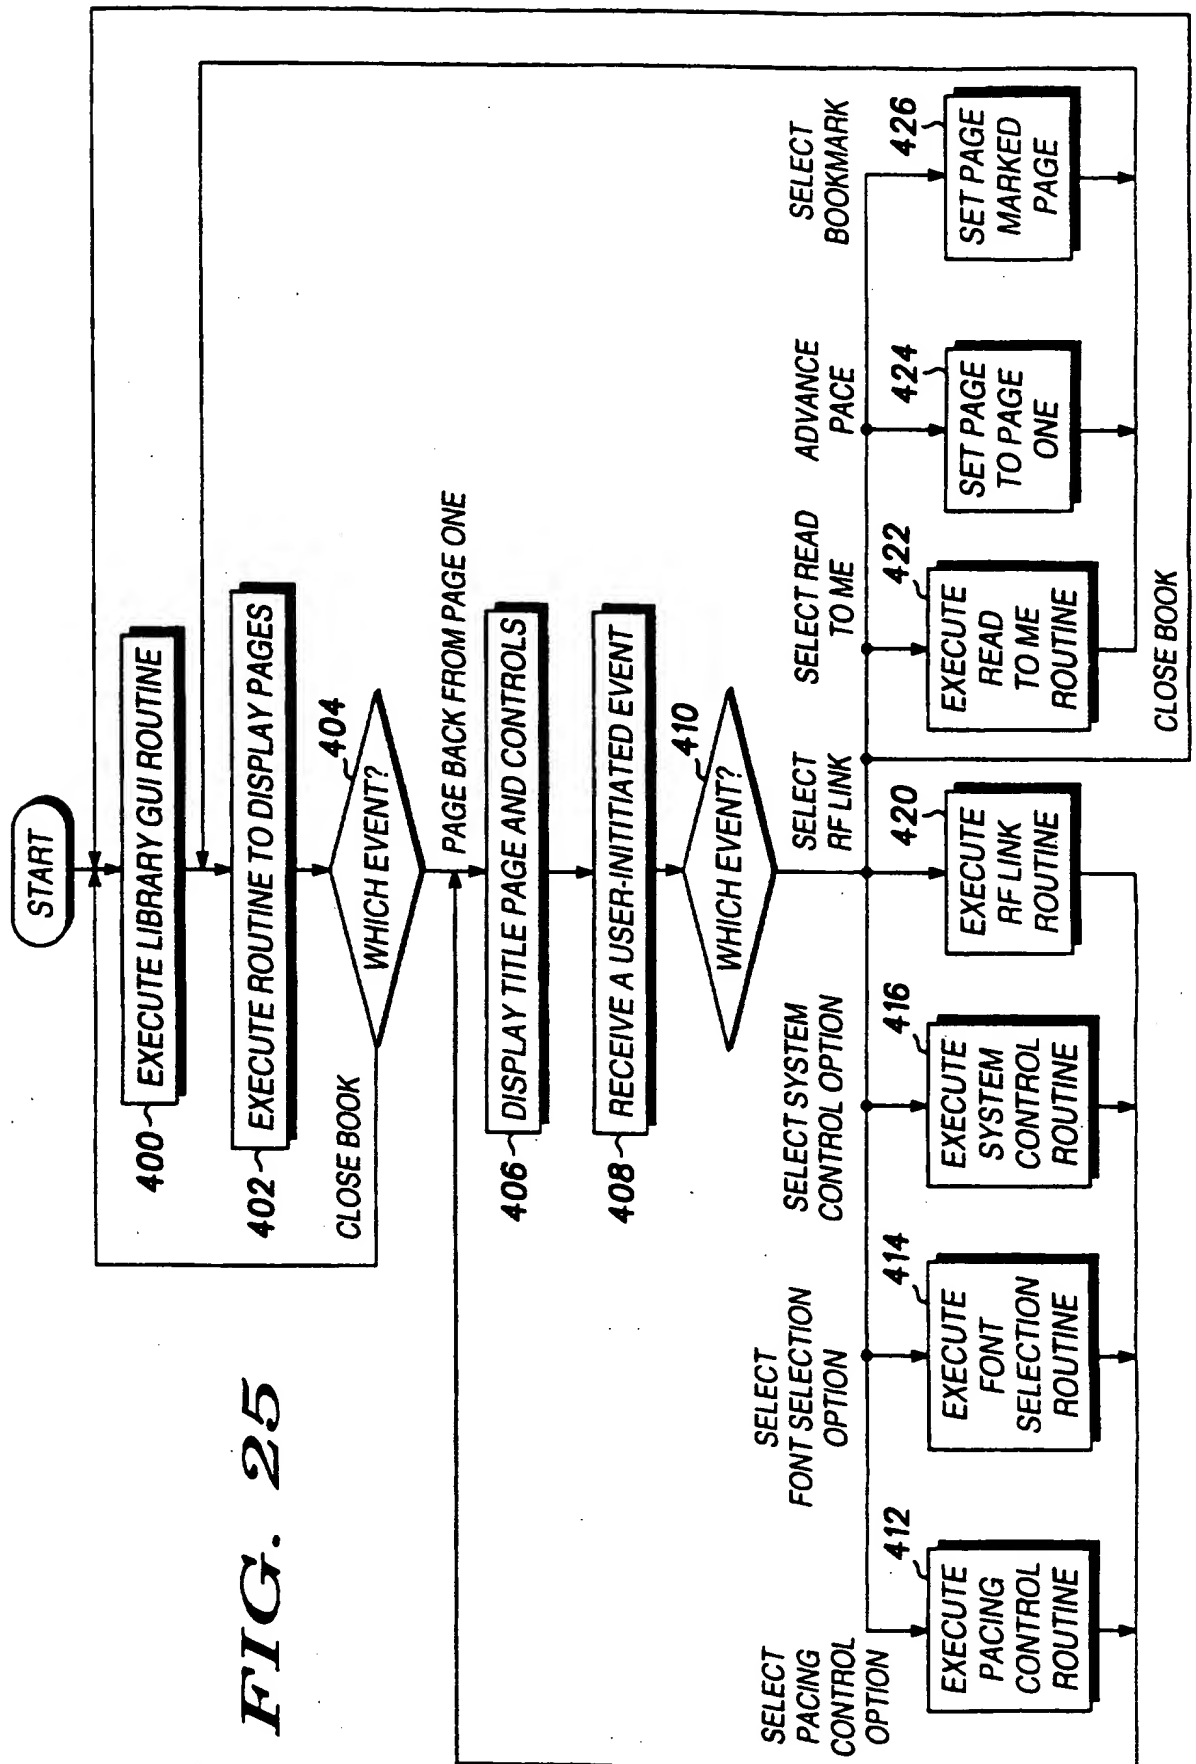 FIG. 25
START
400
EXECUTE LIBRARY GUI ROUTINE
402
EXECUTE ROUTINE TO DISPLAY PAGES
404
WHICH EVENT?
CLOSE BOOK
PAGE BACK FROM PAGE ONE
406
DISPLAY TITLE PAGE AND CONTROLS
408
RECEIVE A USER-INITIATED EVENT
410
WHICH EVENT?
SELECT
PACING
CONTROL
OPTION
412
EXECUTE
PACING
CONTROL
ROUTINE
SELECT
FONT SELECTION
OPTION
414
EXECUTE
FONT
SELECTION
ROUTINE
SELECT SYSTEM
CONTROL OPTION
416
EXECUTE
SYSTEM
CONTROL
ROUTINE
SELECT
RF LINK
420
EXECUTE
RF LINK
ROUTINE
SELECT READ
TO ME
422
EXECUTE
READ
TO ME
ROUTINE
ADVANCE
PACE
424
SET PAGE
TO PAGE
ONE
SELECT
BOOKMARK
426
SET PAGE
MARKED
PAGE
CLOSE BOOK